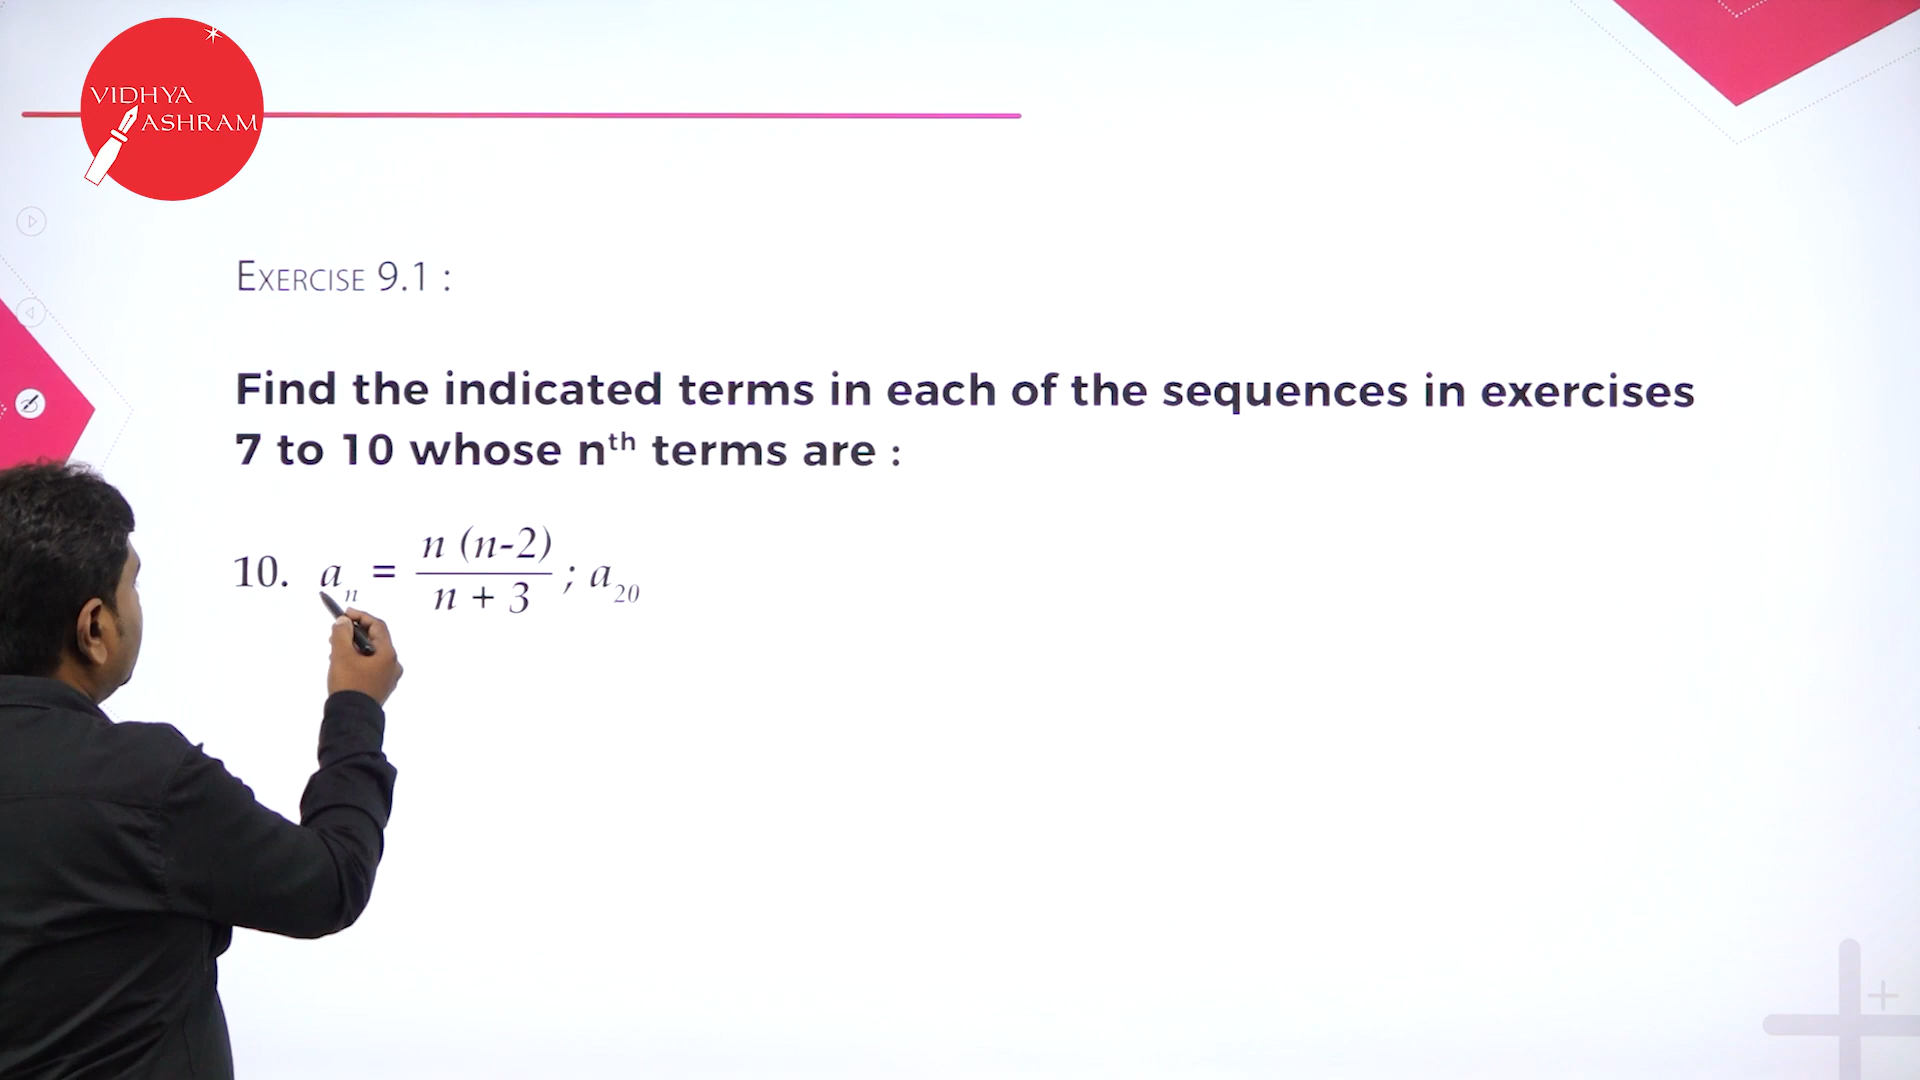 VIDHYA
ASHRAM
EXERCISE 9.1 :
Find the indicated terms in each of the sequences in exercises
7 to 10 whose nᵗʰ terms are :
10. aₙ = n (n-2) / n + 3 ; a₂₀